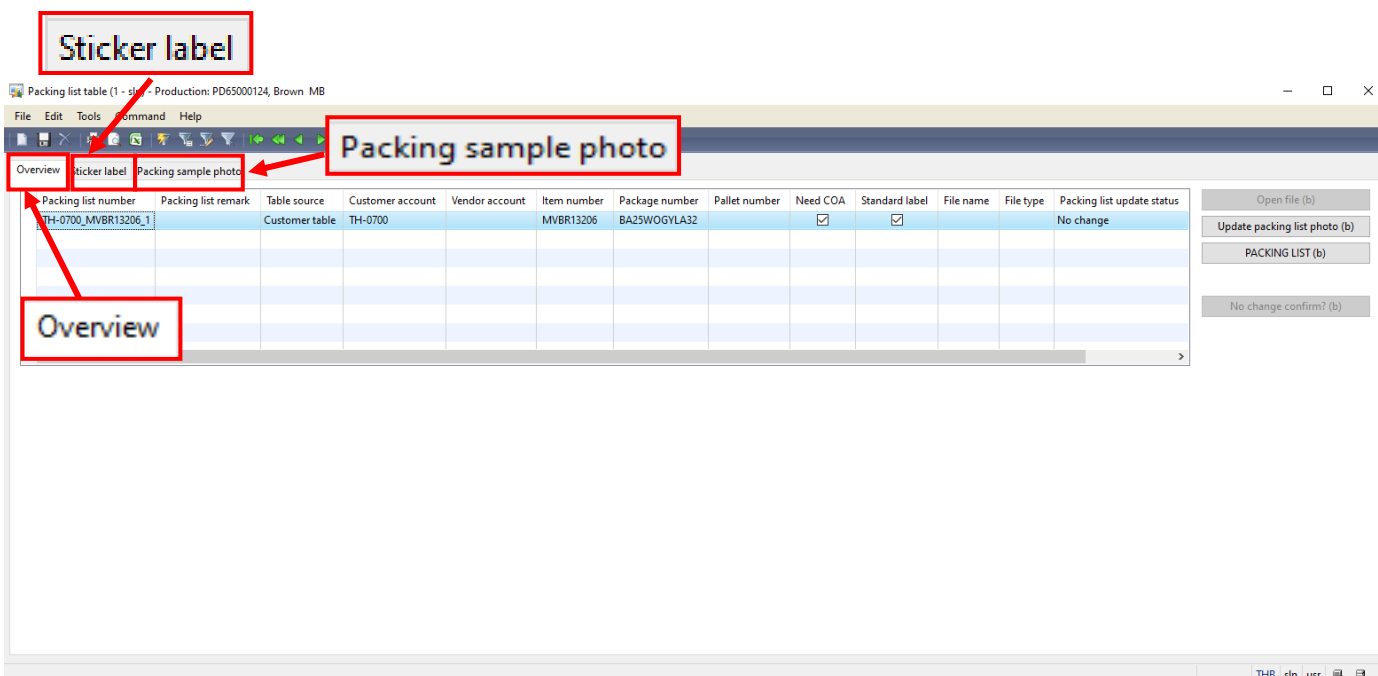 Sticker label
Packing list table (1 - sln) - Production: PD65000124, Brown MB
File Edit Tools Command Help
Packing sample photo
Overview Sticker label Packing sample photo
Packing list number Packing list remark Table source Customer account Vendor account Item number Package number Pallet number Need COA Standard label File name File type Packing list update status
TH-0700_MVBR13206_1 Customer table TH-0700 MVBR13206 BA25WOGYLA32 No change
Open file (b)
Update packing list photo (b)
PACKING LIST (b)
No change confirm? (b)
Overview
THB sln usr